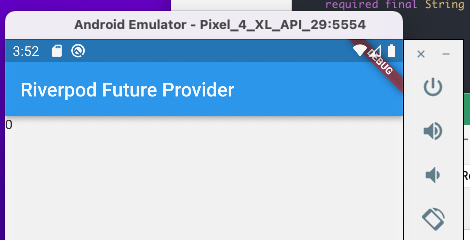 required final String
Android Emulator - Pixel_4_XL_API_29:5554
3:52
DEBUG
Riverpod Future Provider
0